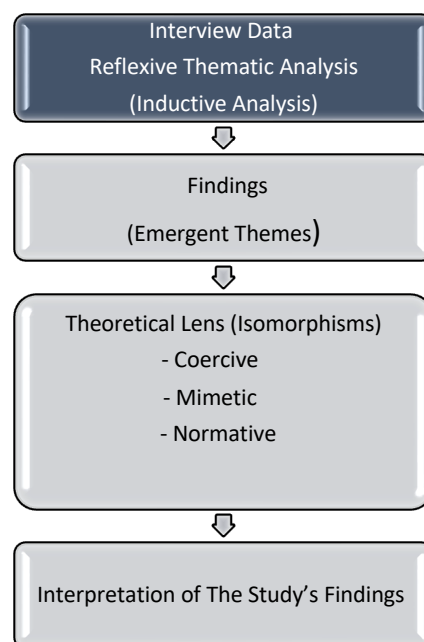 Interview Data
Reflexive Thematic Analysis
(Inductive Analysis)
Findings
(Emergent Themes)
Theoretical Lens (Isomorphisms)
- Coercive
- Mimetic
- Normative
Interpretation of The Study’s Findings